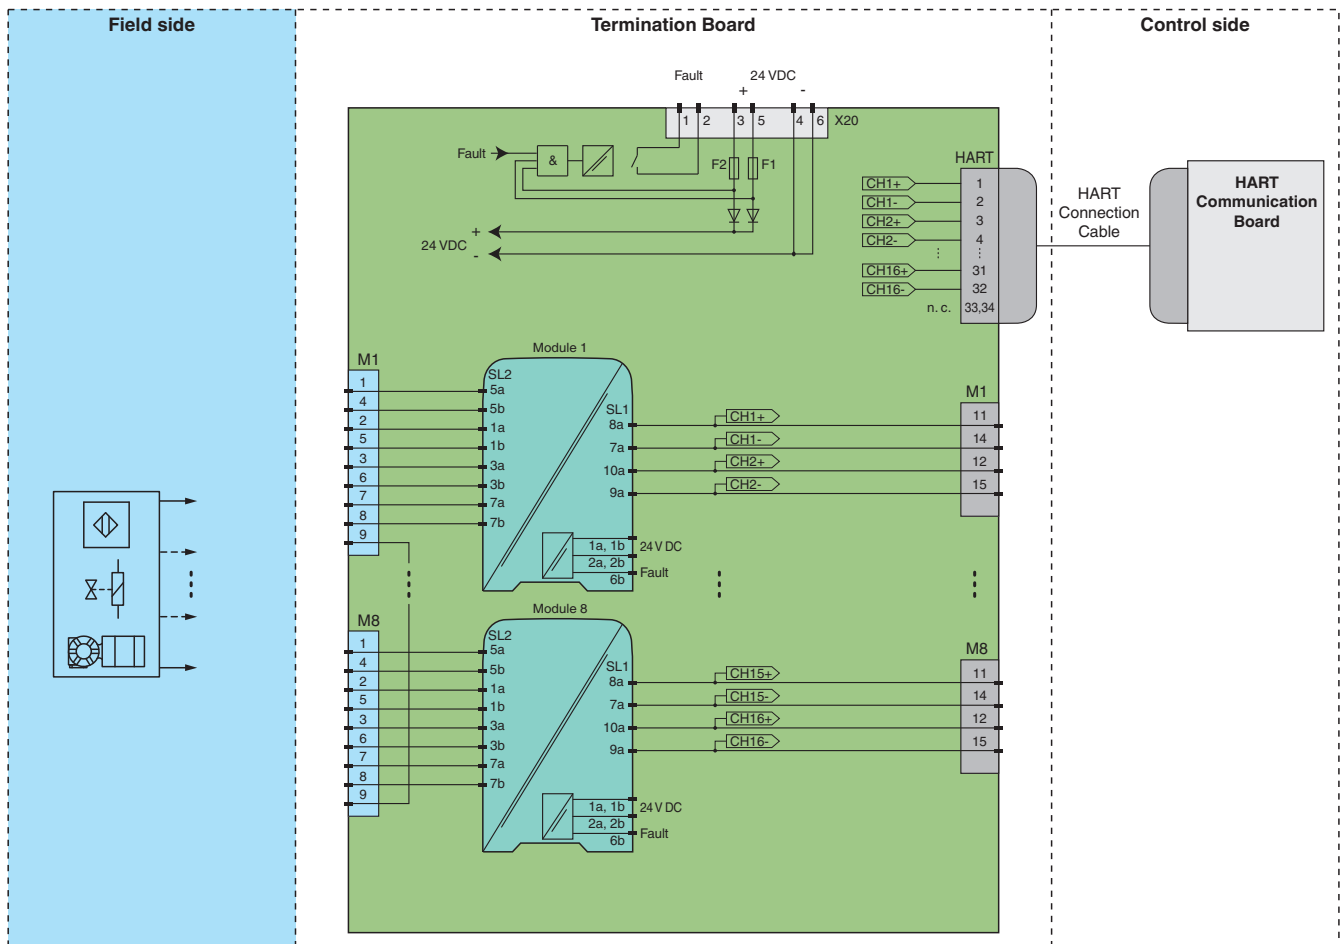 Field side
Termination Board
Control side
Fault 24 VDC
+ -
1 2 3 5 4 6 X20
Fault & F2 F1
+
24 VDC
-
HART
CH1+ 1
CH1- 2
CH2+ 3
CH2- 4
CH16+ 31
CH16- 32
n. c. 33,34
HART
Connection
Cable
HART
Communication
Board
M1
1
4
2
5
3
6
7
8
9
Module 1
SL2
5a
5b
1a
1b
3a
3b
7a
7b
SL1
8a
7a
10a
9a
1a, 1b 24 V DC
2a, 2b
6b Fault
CH1+
CH1-
CH2+
CH2-
M1
11
14
12
15
M8
1
4
2
5
3
6
7
8
9
Module 8
SL2
5a
5b
1a
1b
3a
3b
7a
7b
SL1
8a
7a
10a
9a
1a, 1b 24 V DC
2a, 2b
6b Fault
CH15+
CH15-
CH16+
CH16-
M8
11
14
12
15